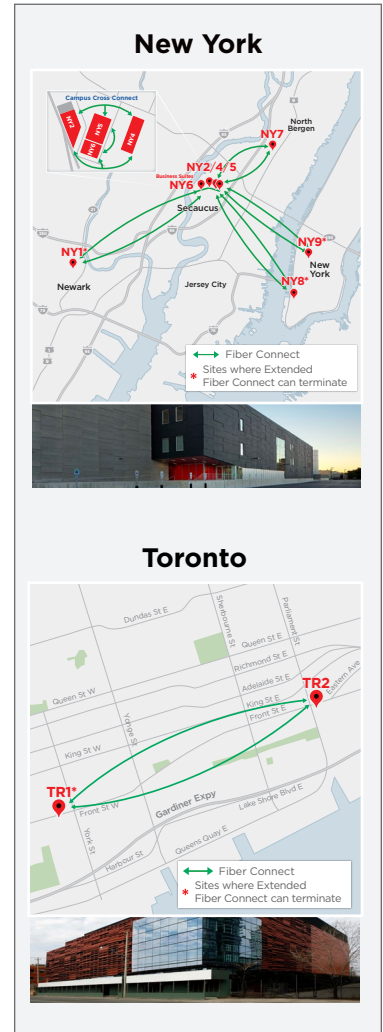 New York
Campus Cross Connect
NY2
NY5
NY6
NY4
North
Bergen
NY7
NY2/ 4/ 5
Business Suites
NY6
Secaucus
NY9*
New
York
NY1*
Newark
Jersey City
NY8*
Fiber Connect
* Sites where Extended
Fiber Connect can terminate
Toronto
Dundas St E
Sherbourne St
Parliament St
Queen St E
Richmond St E
Adelaide St E
King St E
Front St E
Eastern Ave
TR2
Queen St W
Yonge St
King St W
TR1*
Front St W
York St
Gardiner Expy
Lake Shore Blvd E
Harbour St
Queens Quay E
Fiber Connect
* Sites where Extended
Fiber Connect can terminate